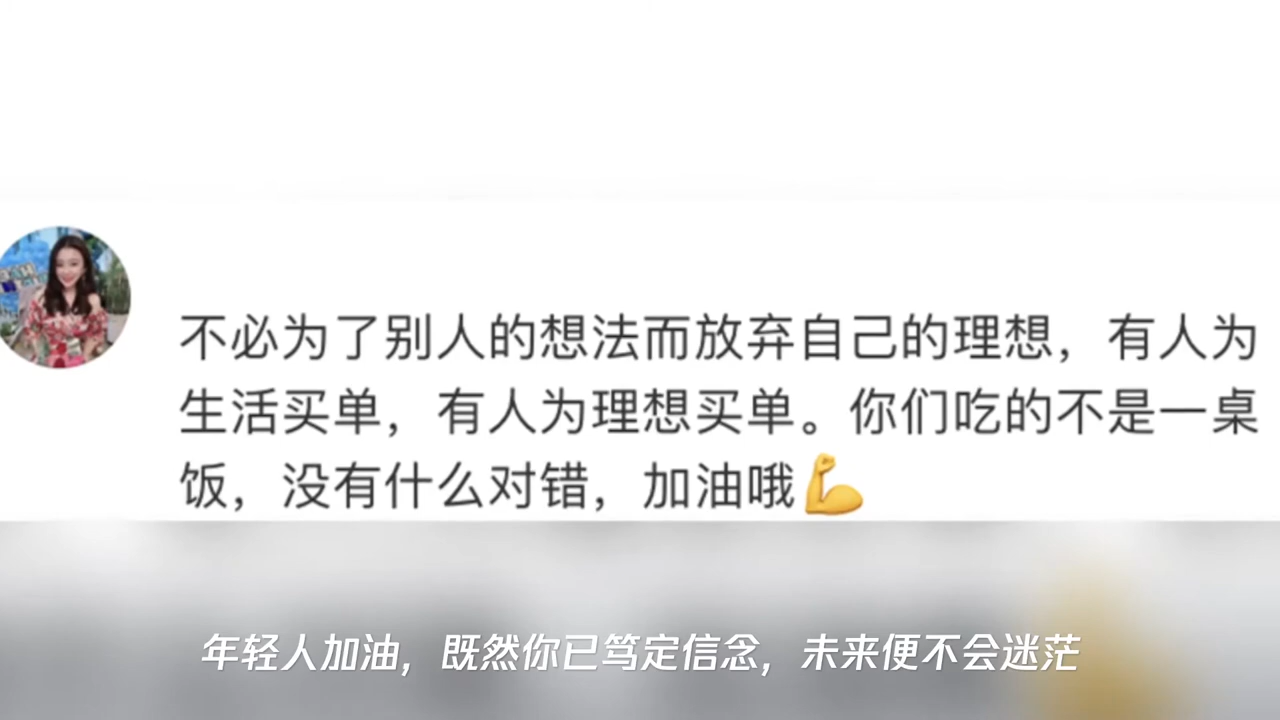 不必为了别人的想法而放弃自己的理想，有人为
生活买单，有人为理想买单。你们吃的不是一桌
饭，没有什么对错，加油哦💪
年轻人加油，既然你已笃定信念，未来便不会迷茫